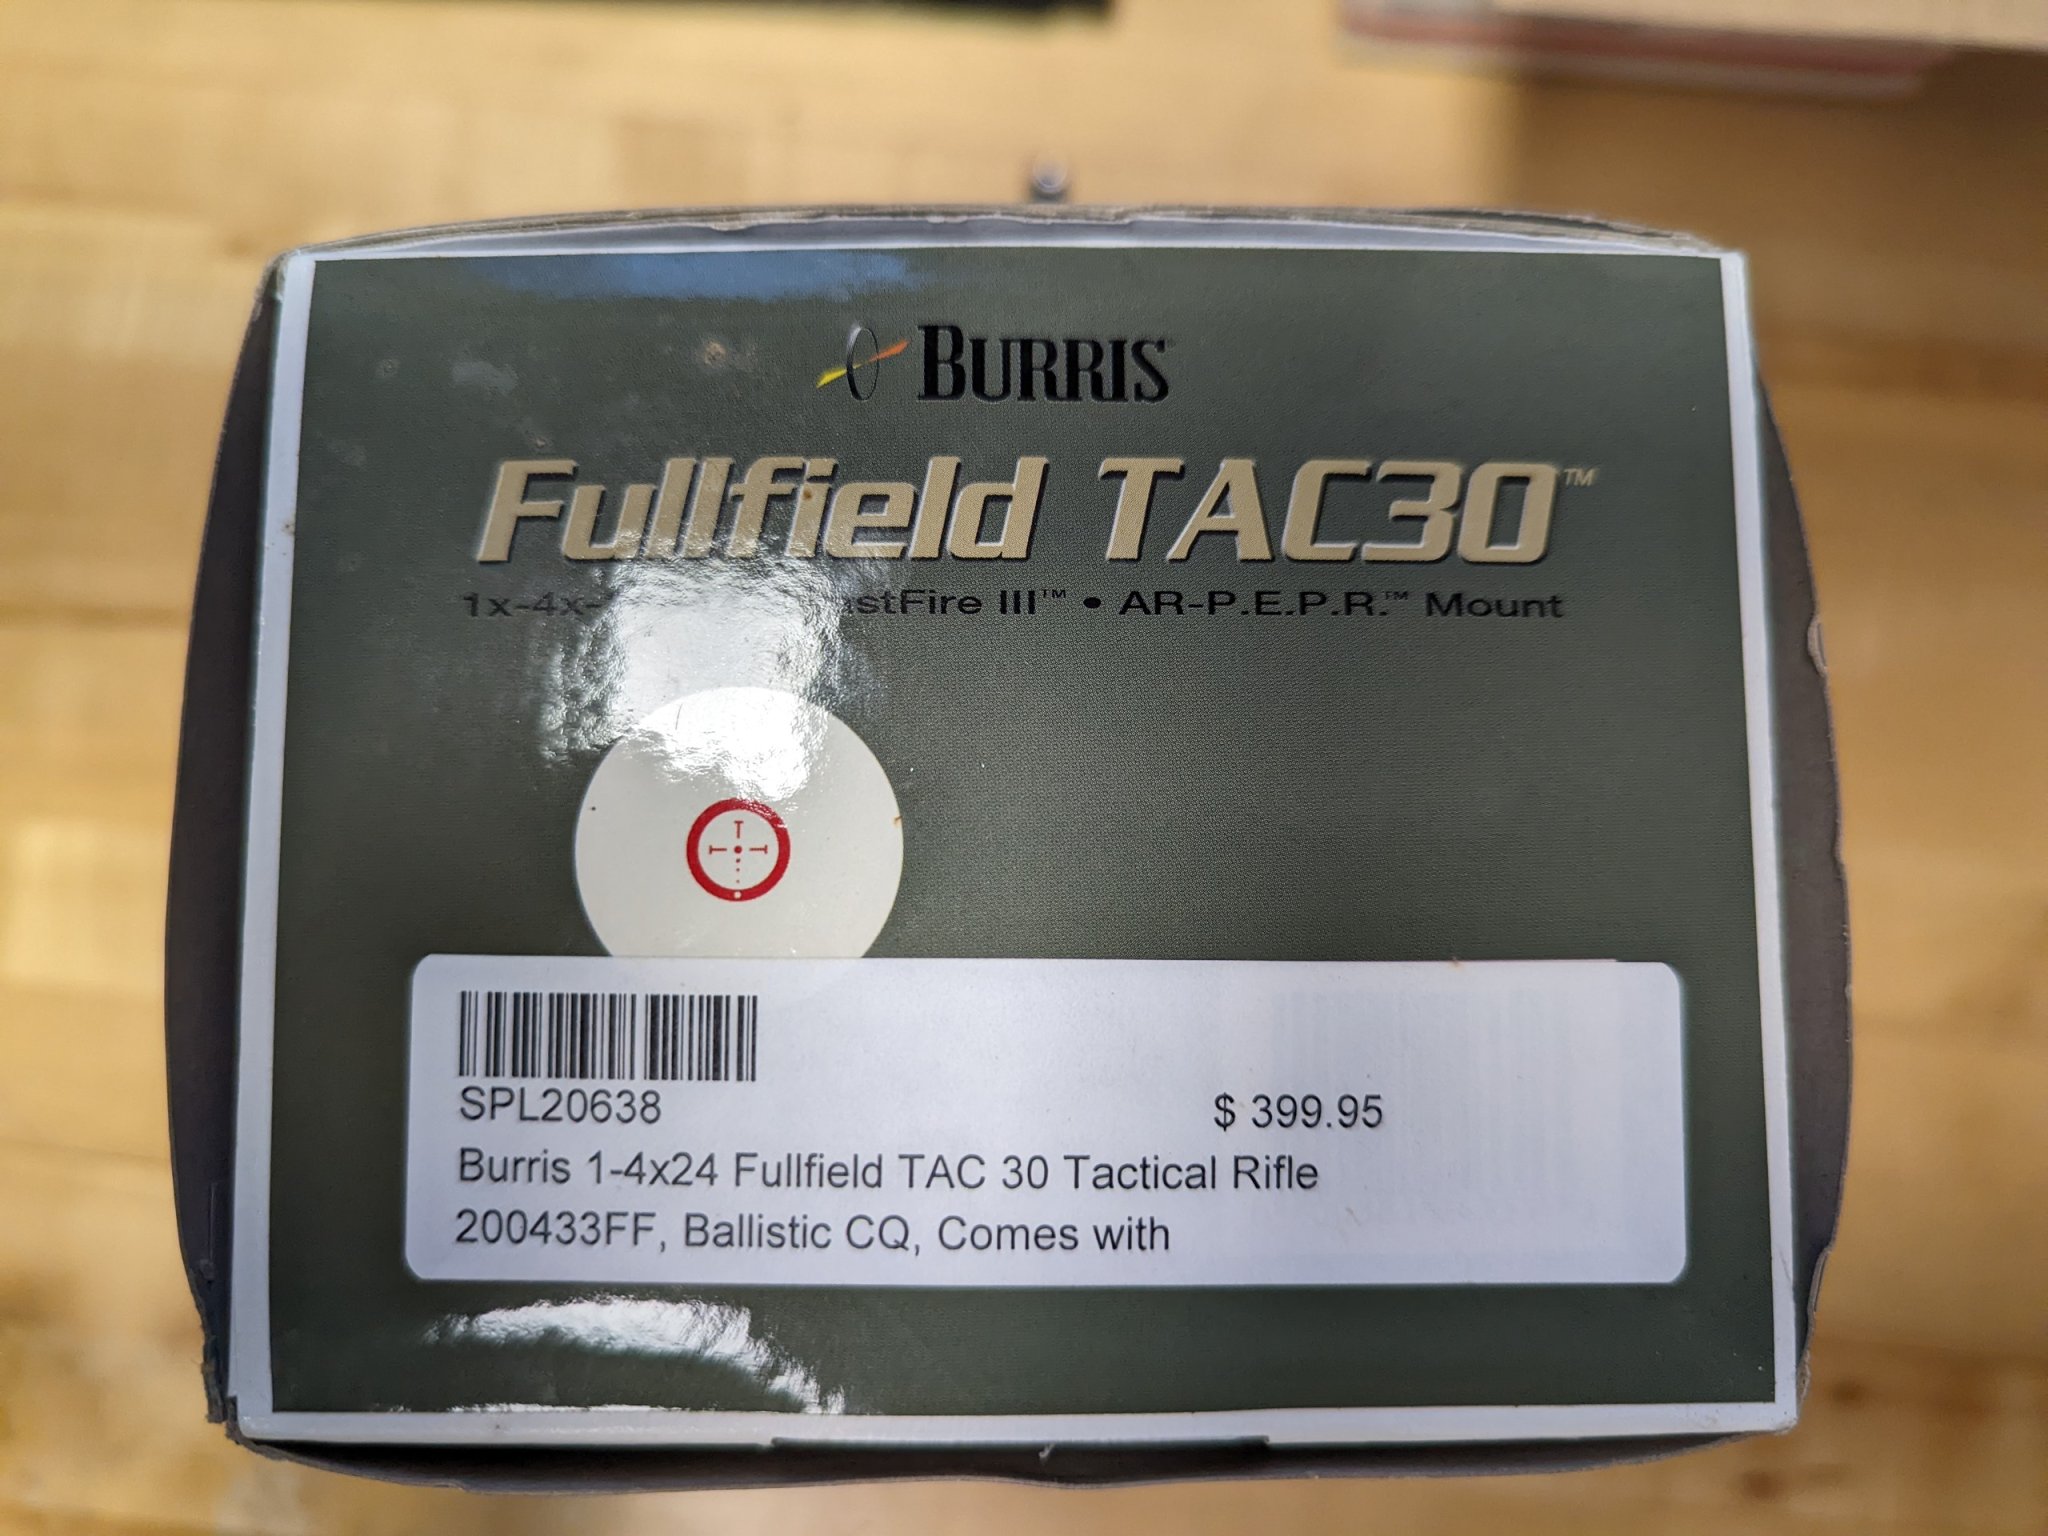 BURRIS
Fullfield TAC30™
1x-4x- III™ • AR-P.E.P.R.™ Mount
SPL20638
$ 399.95
Burris 1-4x24 Fullfield TAC 30 Tactical Rifle
200433FF, Ballistic CQ, Comes with